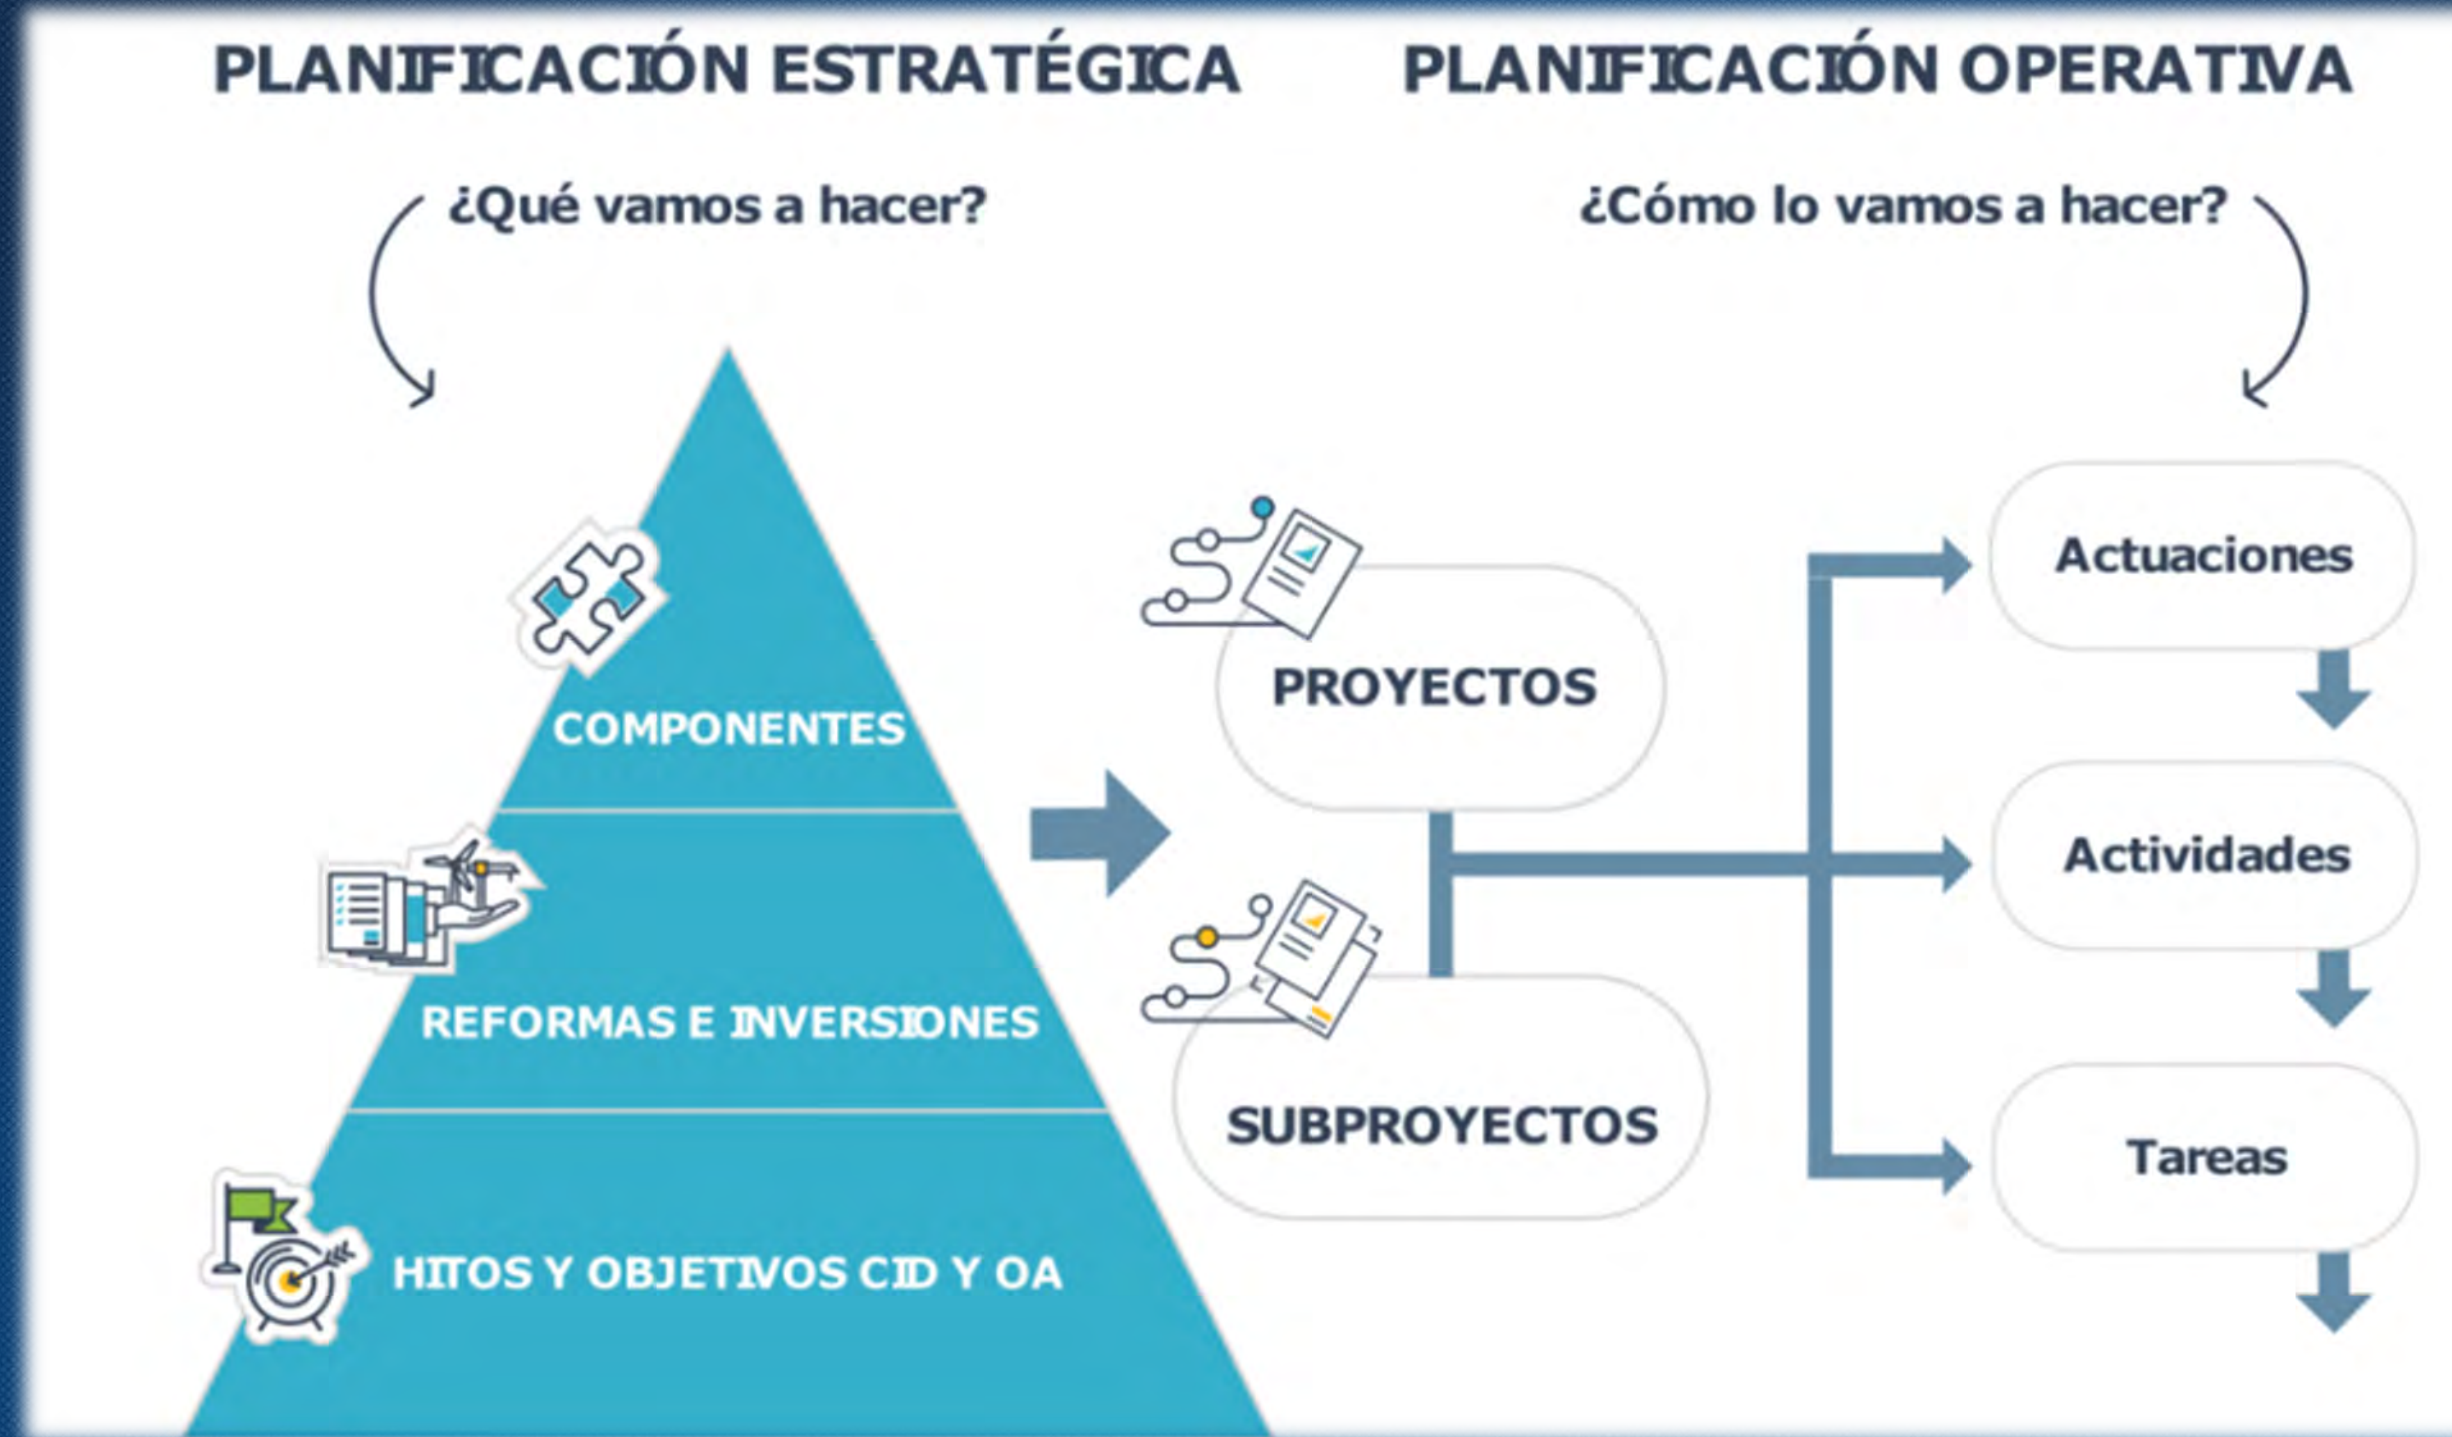 PLANIFICACIÓN ESTRATÉGICA
¿Qué vamos a hacer?
COMPONENTES
REFORMAS E INVERSIONES
HITOS Y OBJETIVOS CID Y OA
PLANIFICACIÓN OPERATIVA
¿Cómo lo vamos a hacer?
PROYECTOS
SUBPROYECTOS
Actuaciones
Actividades
Tareas